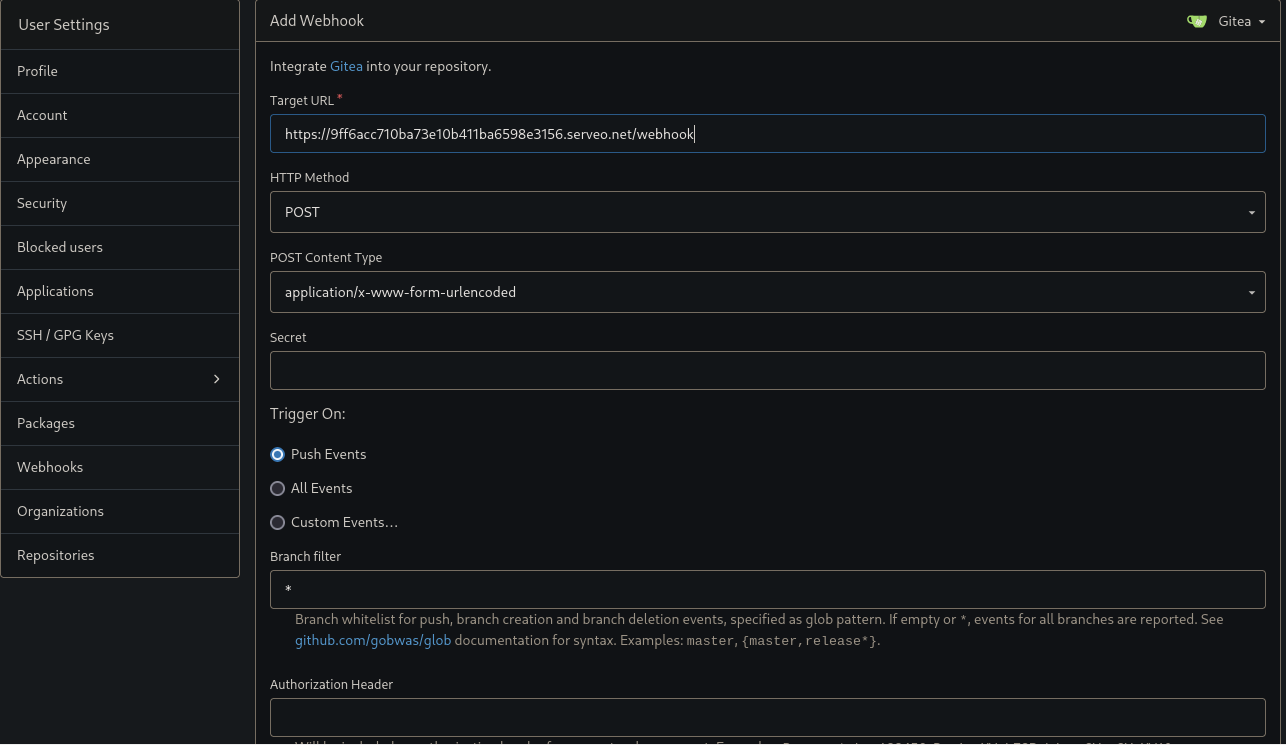 User Settings
Profile
Account
Appearance
Security
Blocked users
Applications
SSH / GPG Keys
Actions
Packages
Webhooks
Organizations
Repositories
Add Webhook
Gitea
Integrate Gitea into your repository.
Target URL *
https://9ff6acc710ba73e10b411ba6598e3156.serveo.net/webhook
HTTP Method
POST
POST Content Type
application/x-www-form-urlencoded
Secret
Trigger On:
Push Events
All Events
Custom Events...
Branch filter
*
Branch whitelist for push, branch creation and branch deletion events, specified as glob pattern. If empty or *, events for all branches are reported. See
github.com/gobwas/glob documentation for syntax. Examples: master, {master,release*}.
Authorization Header